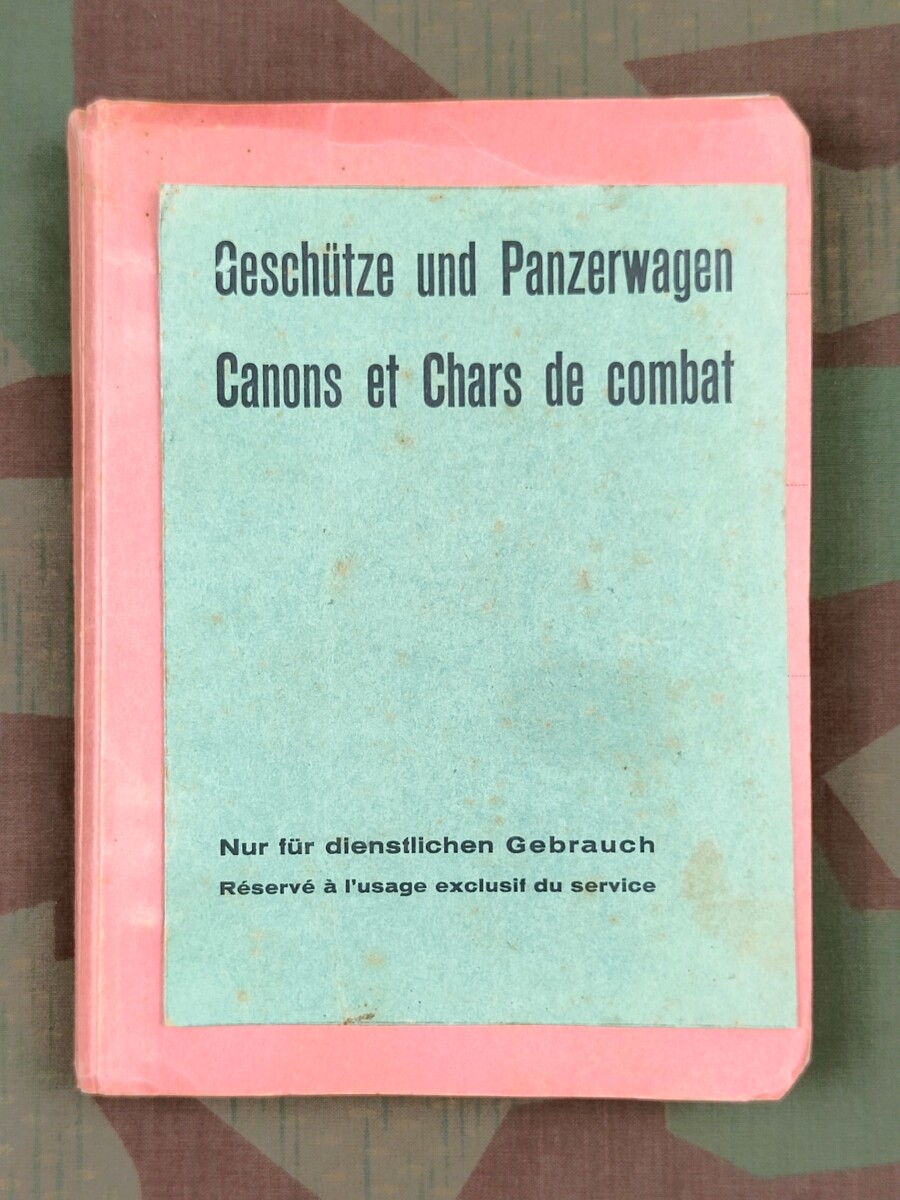 Geschütze und Panzerwagen
Canons et Chars de combat
Nur für dienstlichen Gebrauch
Réservé à l'usage exclusif du service